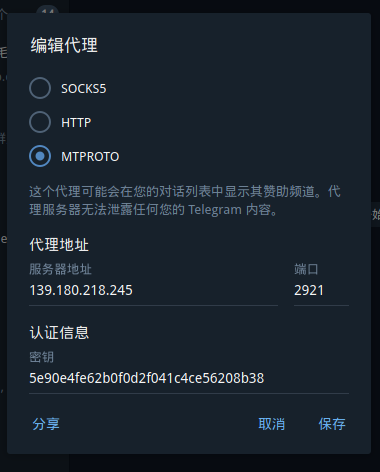 编辑代理
SOCKS5
HTTP
MTPROTO
这个代理可能会在您的对话列表中显示其赞助频道。代
理服务器无法泄露任何您的 Telegram 内容。
代理地址
服务器地址 端口
139.180.218.245 2921
认证信息
密钥
5e90e4fe62b0f0d2f041c4ce56208b38
分享 取消 保存